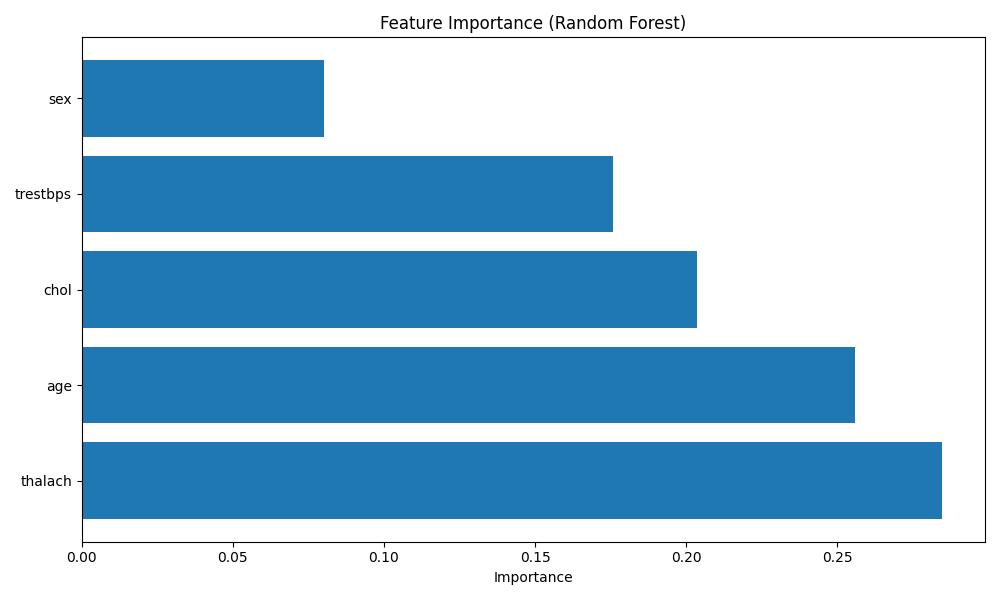 Feature Importance (Random Forest)
sex
trestbps
chol
age
thalach
0.00 0.05 0.10 0.15 0.20 0.25
Importance